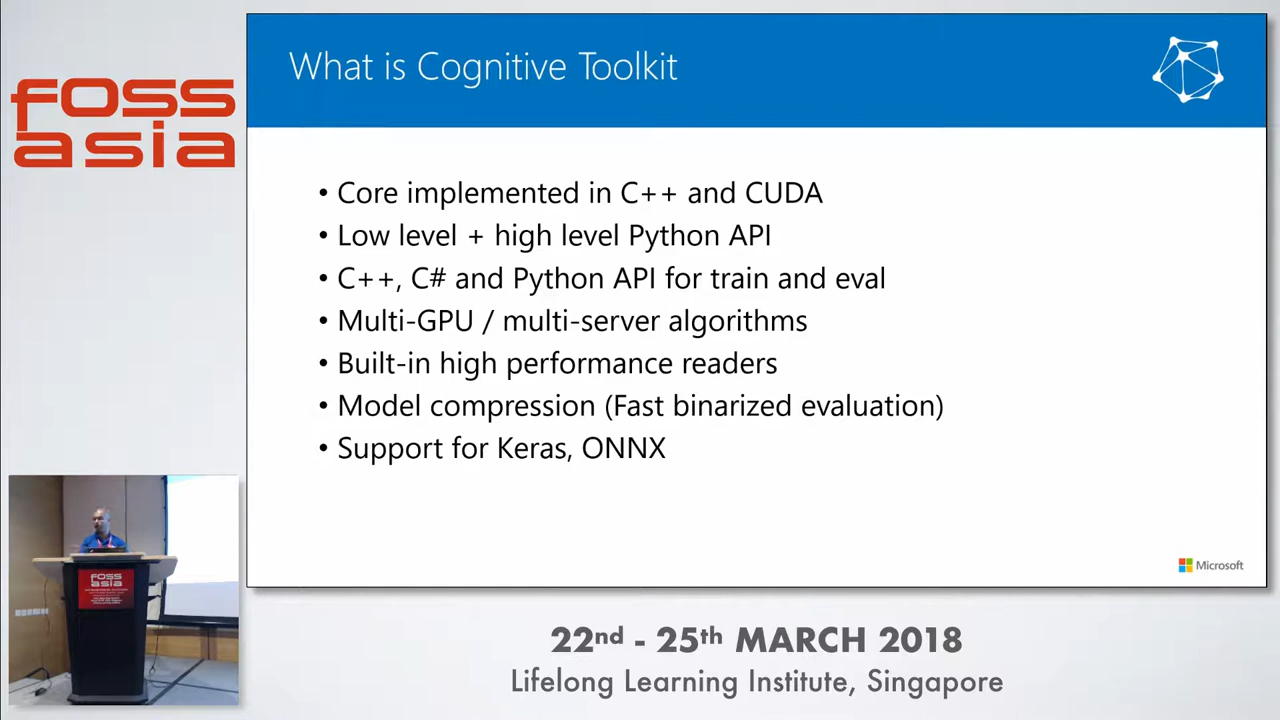 foss
asia
What is Cognitive Toolkit
• Core implemented in C++ and CUDA
• Low level + high level Python API
• C++, C# and Python API for train and eval
• Multi-GPU / multi-server algorithms
• Built-in high performance readers
• Model compression (Fast binarized evaluation)
• Support for Keras, ONNX
Microsoft
foss
asia
22nd - 25th MARCH 2018
Lifelong Learning Institute, Singapore